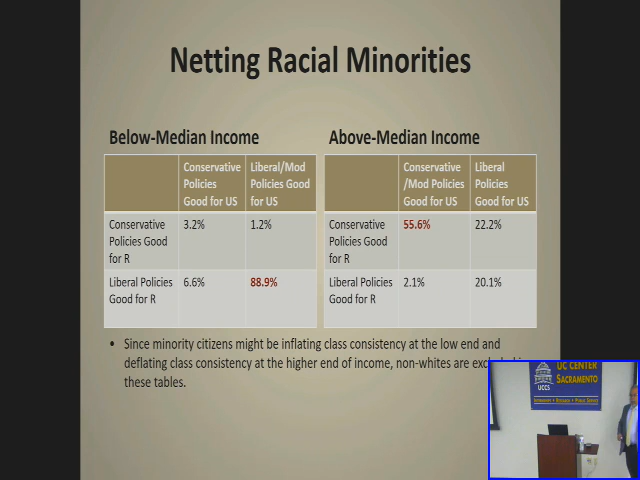 Netting Racial Minorities
Below-Median Income
Above-Median Income
Conservative Policies Good for US
Liberal/Mod Policies Good for US
Conservative Policies Good for R
3.2%
1.2%
Liberal Policies Good for R
6.6%
88.9%
Conservative /Mod Policies Good for US
Liberal Policies Good for US
Conservative Policies Good for R
55.6%
22.2%
Liberal Policies Good for R
2.1%
20.1%
• Since minority citizens might be inflating class consistency at the low end and
deflating class consistency at the higher end of income, non-whites are
these tables.
UC CENTER
SACRAMENTO
UCCS